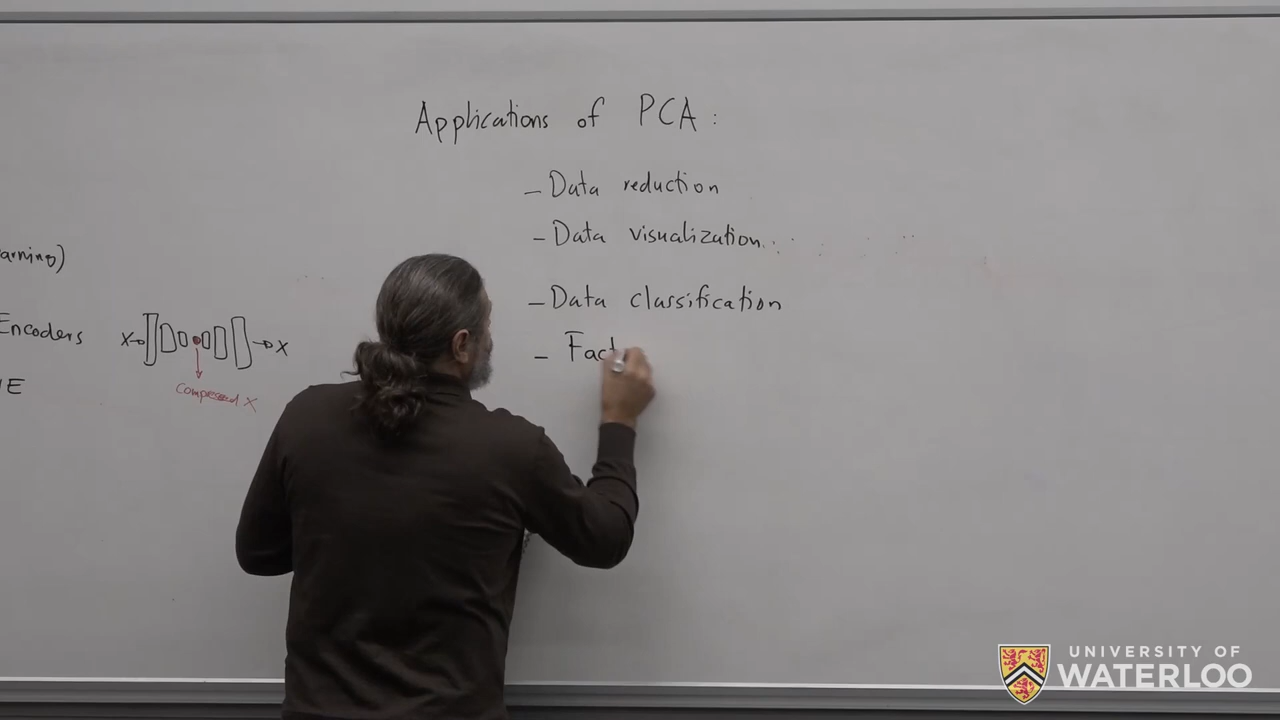 Applications of PCA :
- Data reduction
- Data visualization...
- Data classification
- Fact
arning)
Encoders
X
X
compressed X
E
UNIVERSITY OF
WATERLOO